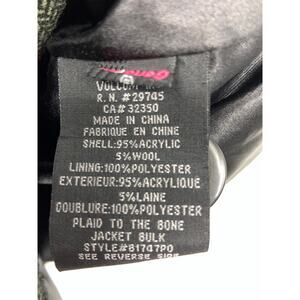 R.N. #29745
CA# 32350
MADE IN CHINA
FABRIQUE EN CHINE
SHELL:95% ACRYLIC
5% WOOL
LINING:100% POLYESTER
EXTERIEUR:95% ACRYLIQUE
5% LAINE
DOUBLURE:100% POLYESTER
PLAID TO THE BONE
JACKET BULK
STYLE#81747PO
SEE REVERSE SIDE